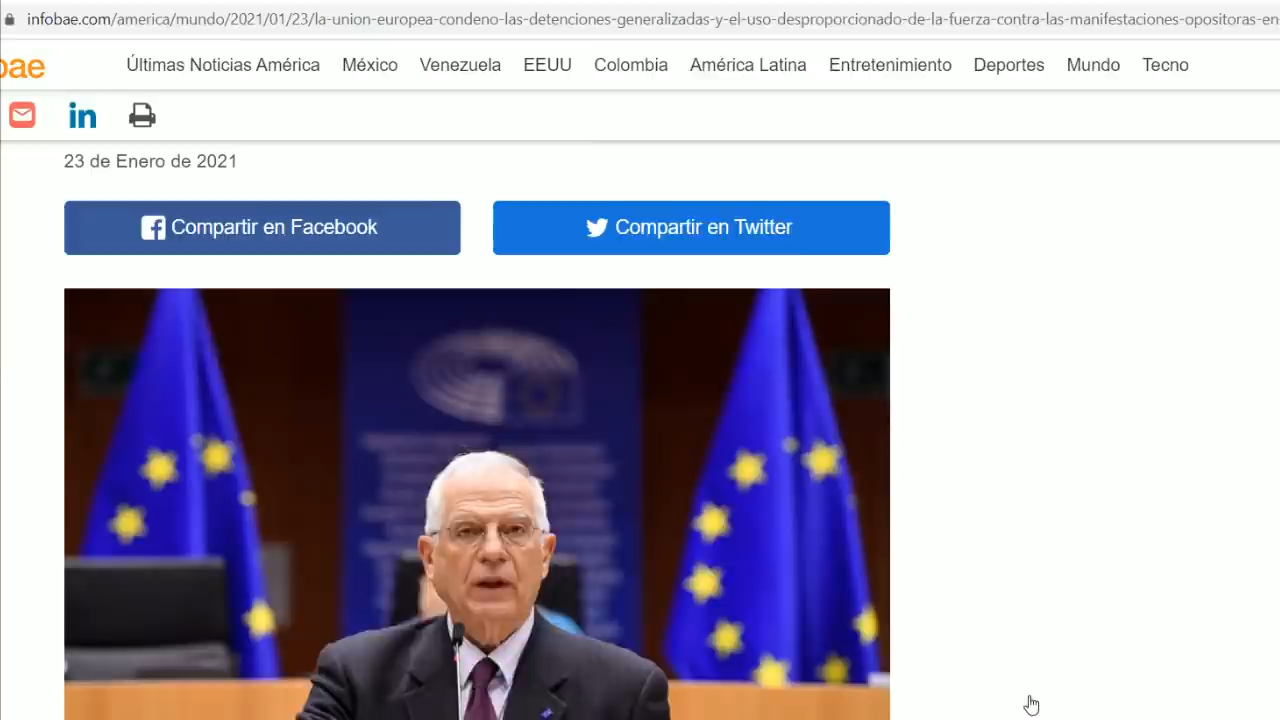 infobae.com/america/mundo/2021/01/23/la-union-europea-condeno-las-detenciones-generalizadas-y-el-uso-desproporcionado-de-la-fuerza-contra-las-manifestaciones-opositoras-en-
bae Últimas Noticias América México Venezuela EEUU Colombia América Latina Entretenimiento Deportes Mundo Tecno
in
23 de Enero de 2021
Compartir en Facebook Compartir en Twitter